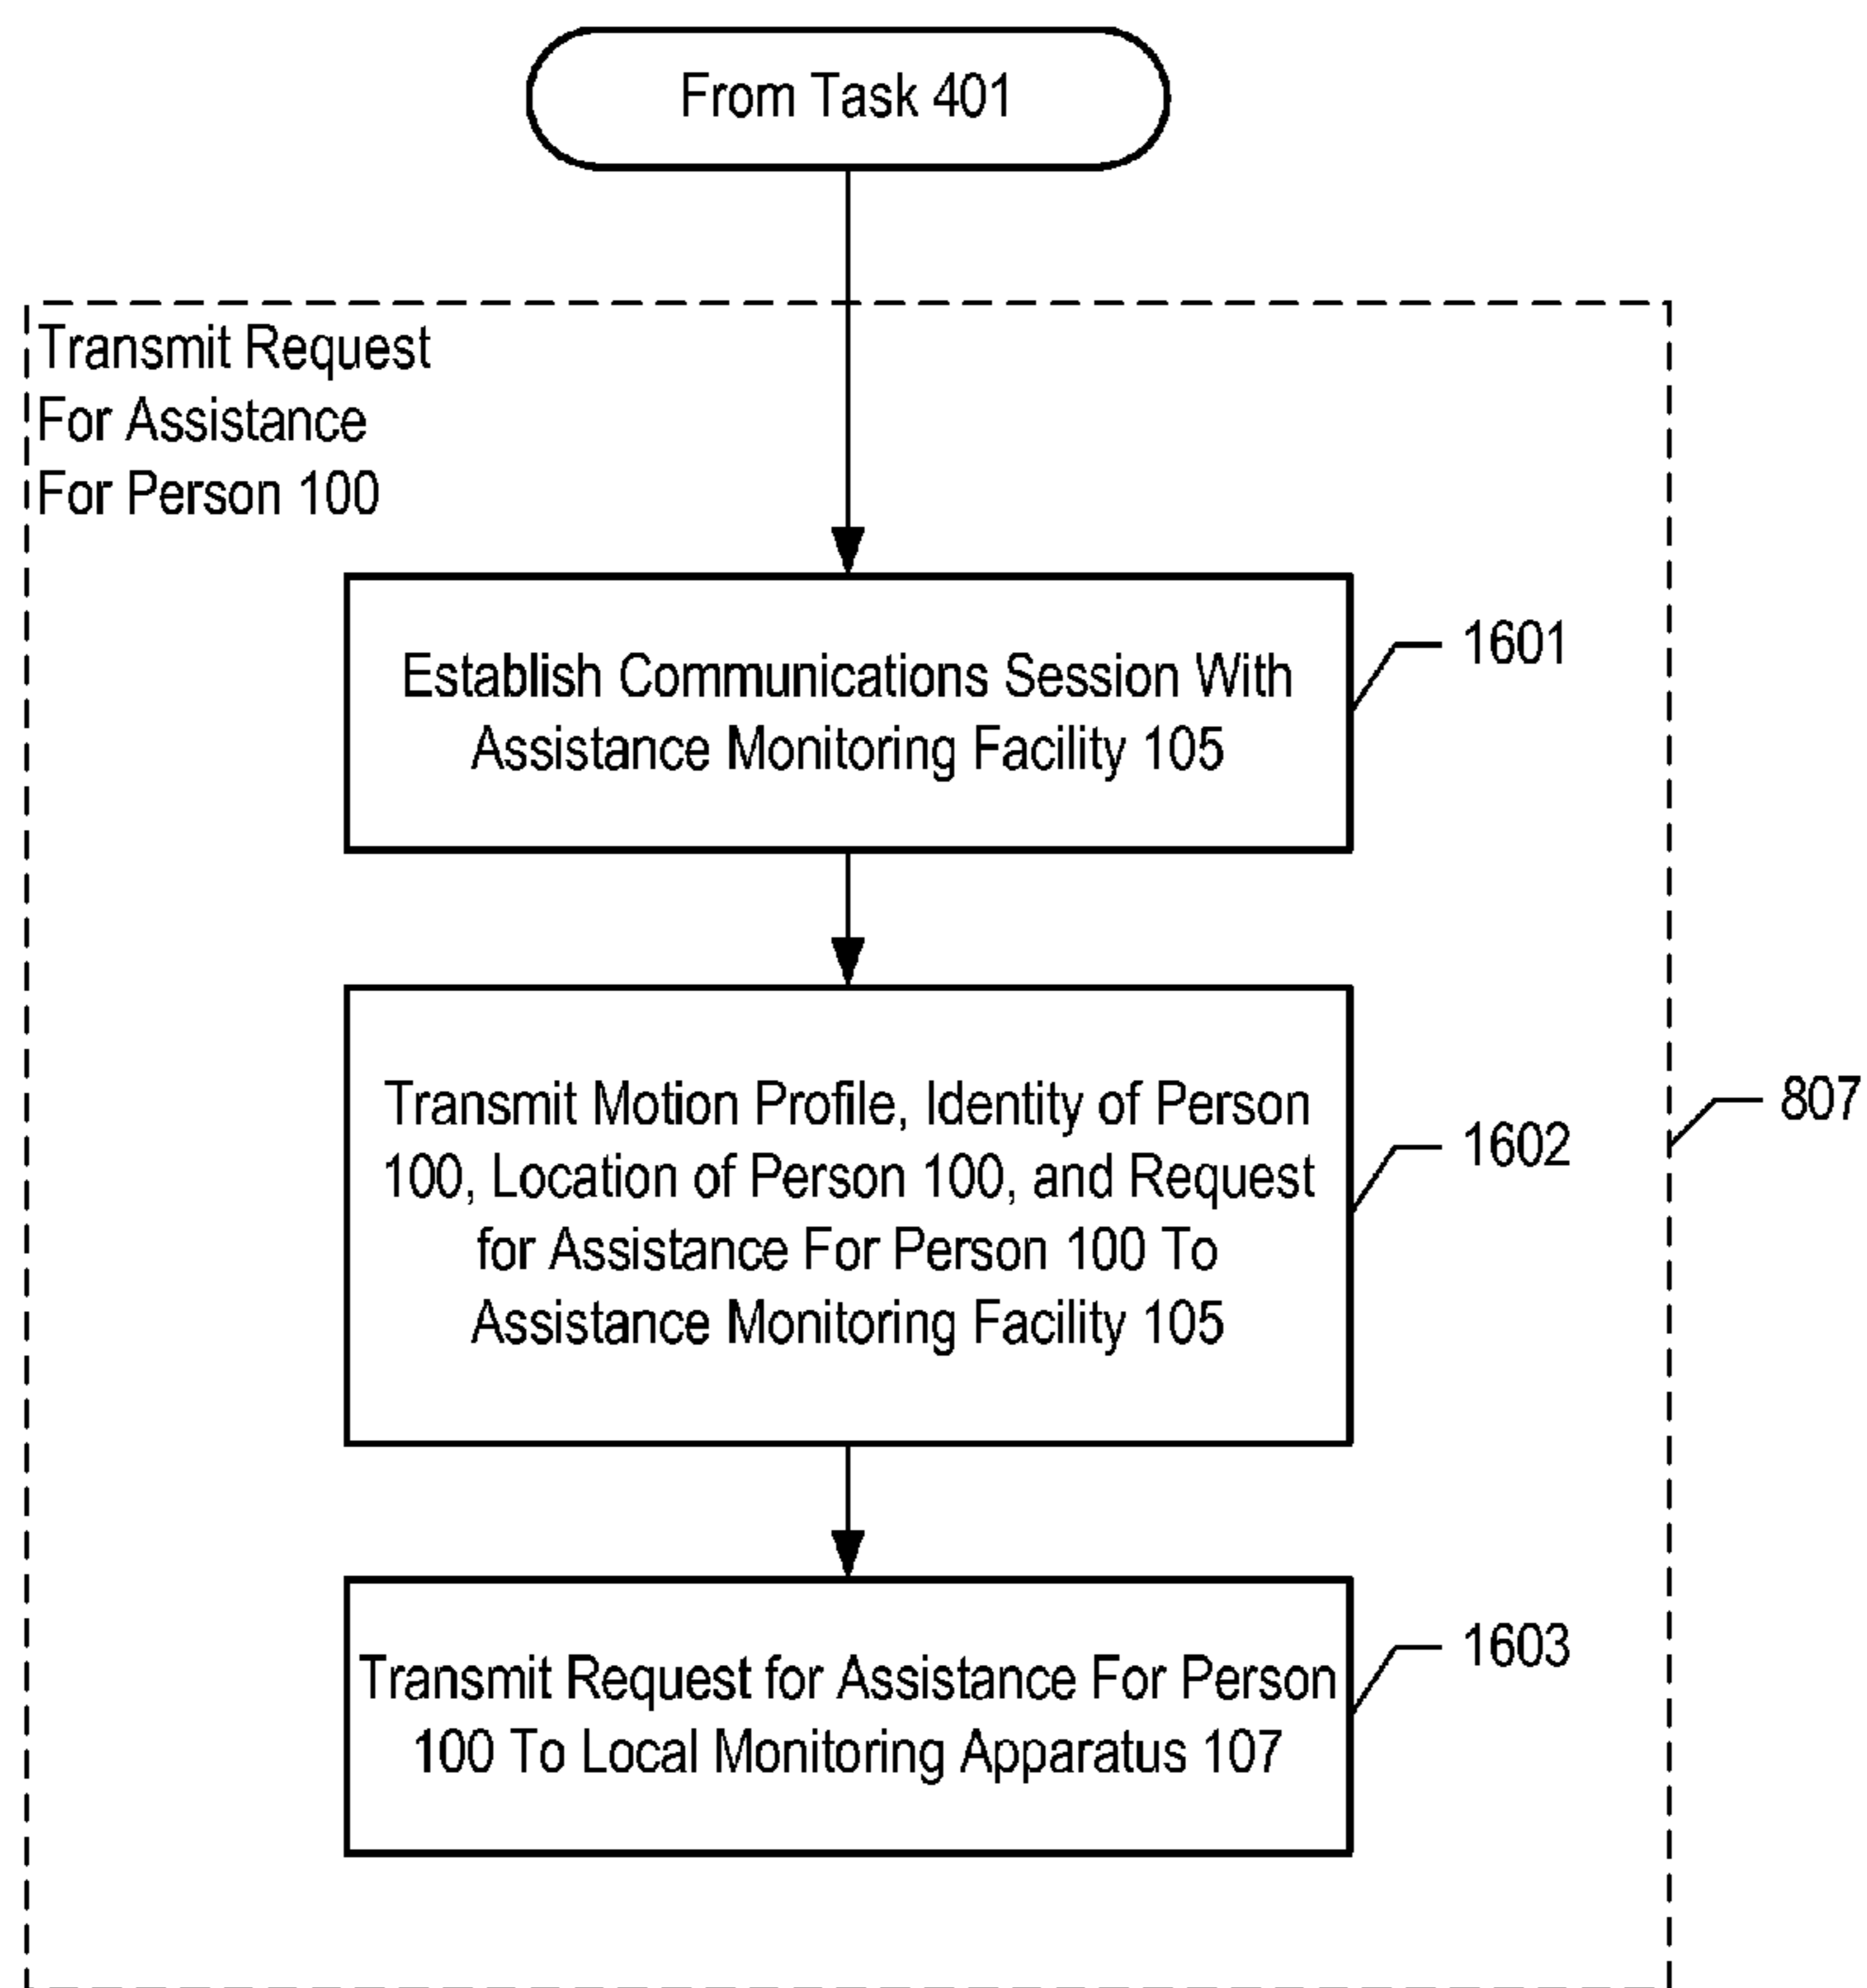 From Task 401
Transmit Request
For Assistance
For Person 100
Establish Communications Session With
Assistance Monitoring Facility 105
1601
Transmit Motion Profile, Identity of Person
100, Location of Person 100, and Request
for Assistance For Person 100 To
Assistance Monitoring Facility 105
1602
807
Transmit Request for Assistance For Person
100 To Local Monitoring Apparatus 107
1603